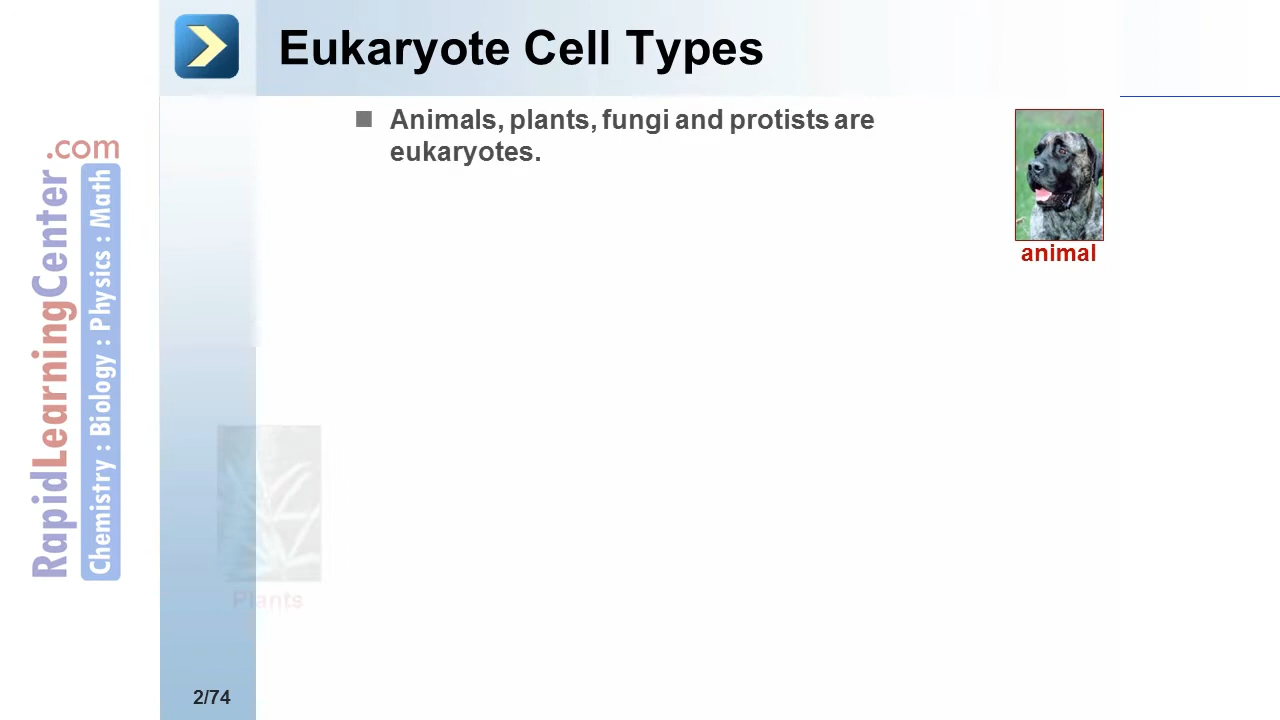 Eukaryote Cell Types
Animals, plants, fungi and protists are
eukaryotes.
animal
Plants
2/74
RapidLearningCenter.com
Chemistry : Biology : Physics : Math